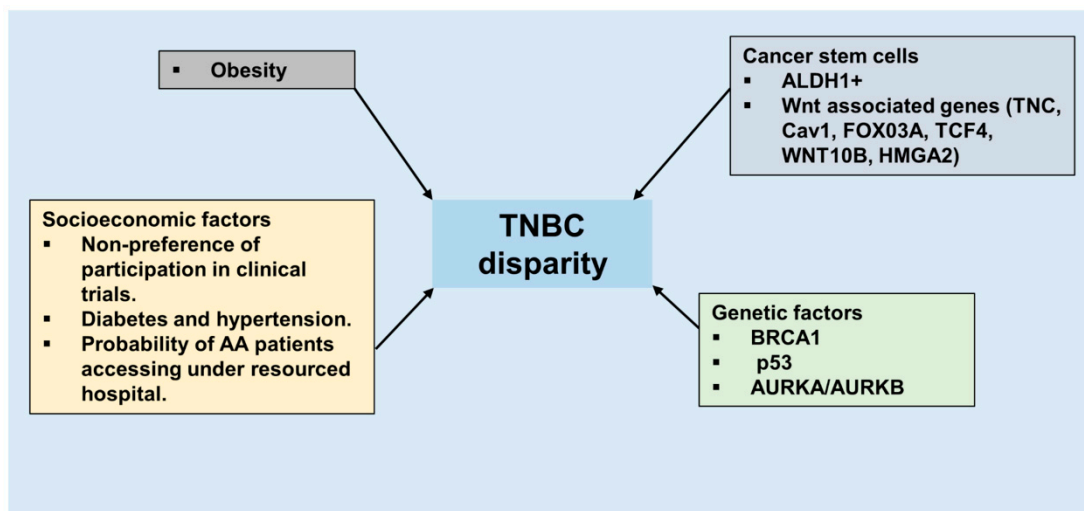 ▪ Obesity
Cancer stem cells
▪ ALDH1+
▪ Wnt associated genes (TNC,
Cav1, FOX03A, TCF4,
WNT10B, HMGA2)
TNBC
disparity
Socioeconomic factors
▪ Non-preference of
participation in clinical
trials.
▪ Diabetes and hypertension.
▪ Probability of AA patients
accessing under resourced
hospital.
Genetic factors
▪ BRCA1
▪ p53
▪ AURKA/AURKB